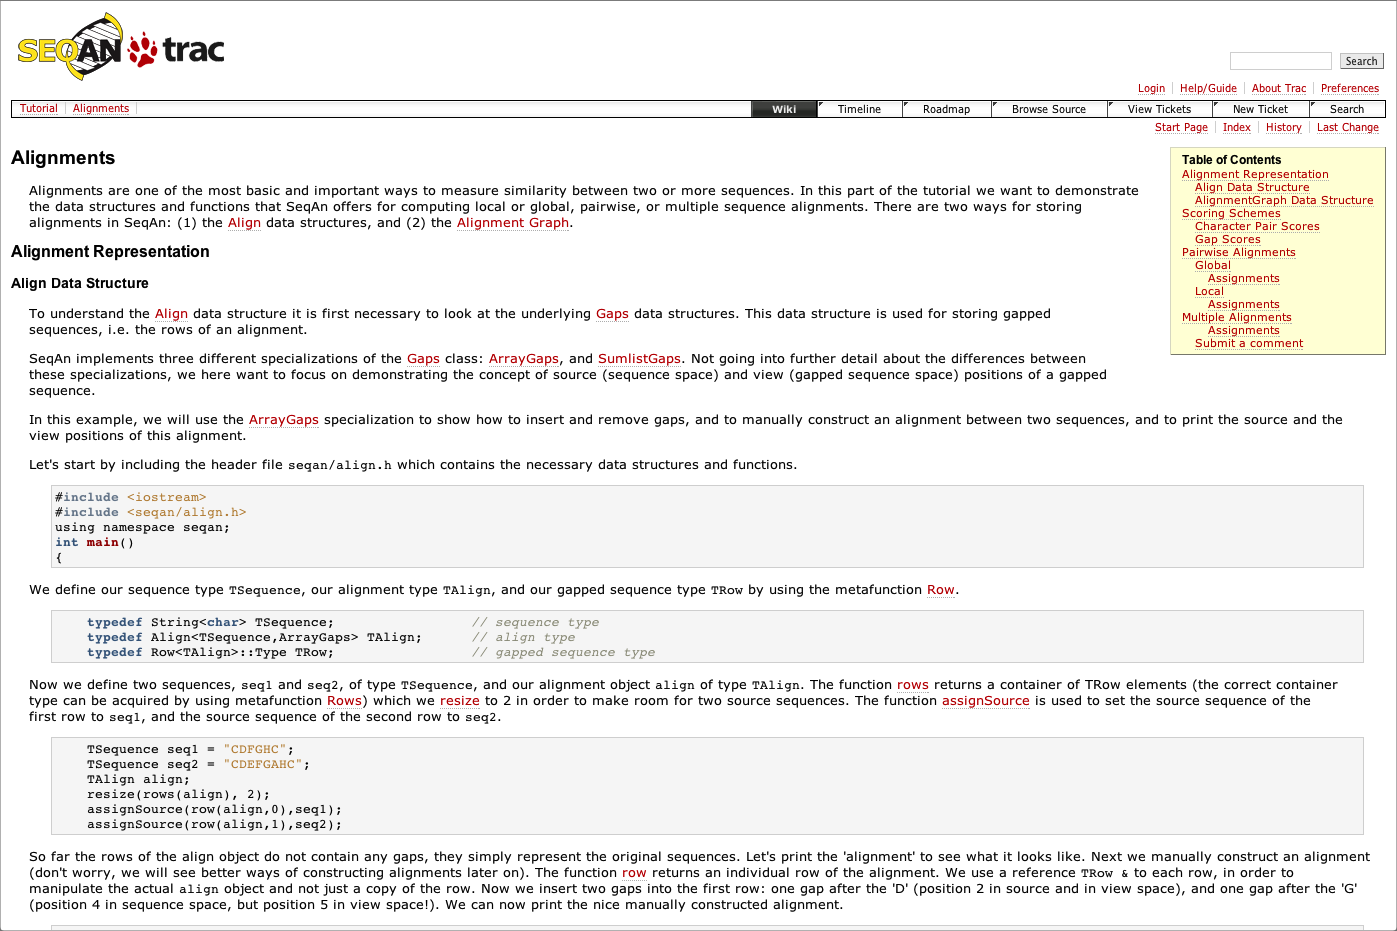 SEQAN trac
Search
Login Help/Guide About Trac Preferences
Tutorial Alignments Wiki Timeline Roadmap Browse Source View Tickets New Ticket Search
Start Page Index History Last Change
Alignments
Alignments are one of the most basic and important ways to measure similarity between two or more sequences. In this part of the tutorial we want to demonstrate
the data structures and functions that SeqAn offers for computing local or global, pairwise, or multiple sequence alignments. There are two ways for storing
alignments in SeqAn: (1) the Align data structures, and (2) the Alignment Graph.
Table of Contents
Alignment Representation
Align Data Structure
AlignmentGraph Data Structure
Scoring Schemes
Character Pair Scores
Gap Scores
Pairwise Alignments
Global
Assignments
Local
Assignments
Multiple Alignments
Assignments
Submit a comment
Alignment Representation
Align Data Structure
To understand the Align data structure it is first necessary to look at the underlying Gaps data structures. This data structure is used for storing gapped
sequences, i.e. the rows of an alignment.
SeqAn implements three different specializations of the Gaps class: ArrayGaps, and SumlistGaps. Not going into further detail about the differences between
these specializations, we here want to focus on demonstrating the concept of source (sequence space) and view (gapped sequence space) positions of a gapped
sequence.
In this example, we will use the ArrayGaps specialization to show how to insert and remove gaps, and to manually construct an alignment between two sequences, and to print the source and the
view positions of this alignment.
Let's start by including the header file seqan/align.h which contains the necessary data structures and functions.
#include <iostream>
#include <seqan/align.h>
using namespace seqan;
int main()
{
We define our sequence type TSequence, our alignment type TAlign, and our gapped sequence type TRow by using the metafunction Row.
typedef String<char> TSequence; // sequence type
typedef Align<TSequence,ArrayGaps> TAlign; // align type
typedef Row<TAlign>::Type TRow; // gapped sequence type
Now we define two sequences, seq1 and seq2, of type TSequence, and our alignment object align of type TAlign. The function rows returns a container of TRow elements (the correct container
type can be acquired by using metafunction Rows) which we resize to 2 in order to make room for two source sequences. The function assignSource is used to set the source sequence of the
first row to seq1, and the source sequence of the second row to seq2.
TSequence seq1 = "CDFGHC";
TSequence seq2 = "CDEFGAHC";
TAlign align;
resize(rows(align), 2);
assignSource(row(align,0),seq1);
assignSource(row(align,1),seq2);
So far the rows of the align object do not contain any gaps, they simply represent the original sequences. Let's print the 'alignment' to see what it looks like. Next we manually construct an alignment
(don't worry, we will see better ways of constructing alignments later on). The function row returns an individual row of the alignment. We use a reference TRow & to each row, in order to
manipulate the actual align object and not just a copy of the row. Now we insert two gaps into the first row: one gap after the 'D' (position 2 in source and in view space), and one gap after the 'G'
(position 4 in sequence space, but position 5 in view space!). We can now print the nice manually constructed alignment.